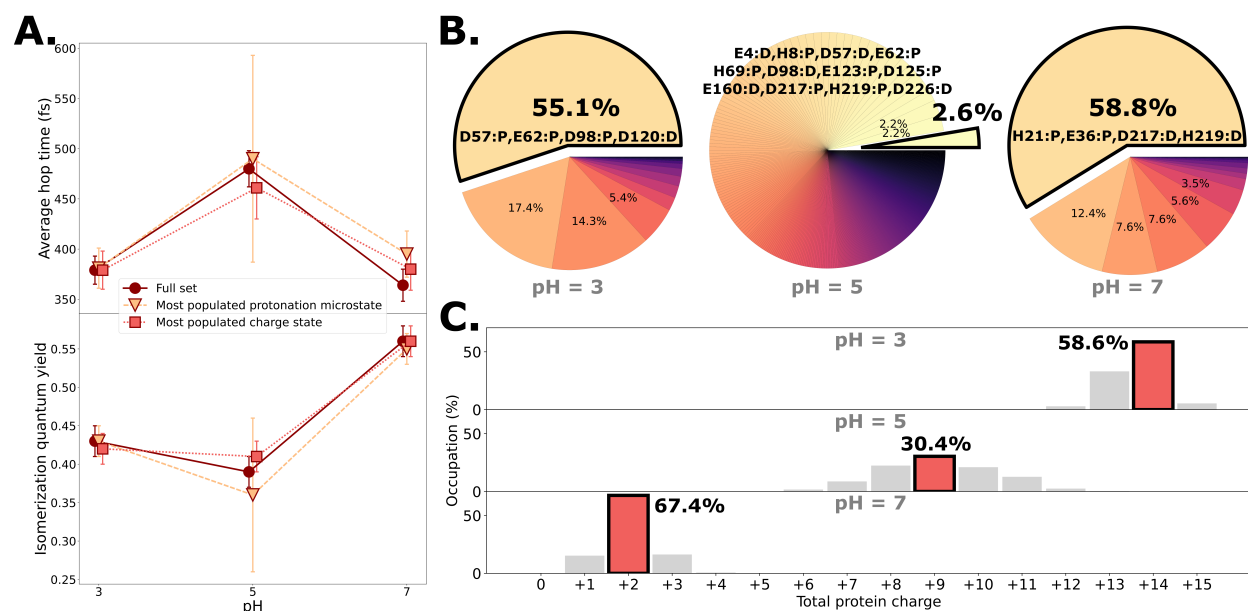 A.
600
550
500
450
400
350
Average hop time (fs)
Full set
Most populated protonation microstate
Most populated charge state
0.55
0.50
0.45
0.40
0.35
0.30
0.25
Isomerization quantum yield
3
5
7
pH
B.
55.1%
D57:P,E62:P,D98:P,D120:D
17.4%
14.3%
5.4%
pH = 3
E4:D,H8:P,D57:D,E62:P
H69:P,D98:D,E123:P,D125:P
E160:D,D217:P,H219:P,D226:D
2.6%
2.2%
2.2%
pH = 5
58.8%
H21:P,E36:P,D217:D,H219:D
12.4%
7.6%
7.6%
5.6%
3.5%
pH = 7
C.
Occupation (%)
50
0
pH = 3
58.6%
50
0
pH = 5
30.4%
50
0
pH = 7
67.4%
0
+1
+2
+3
+4
+5
+6
+7
+8
+9
+10
+11
+12
+13
+14
+15
Total protein charge